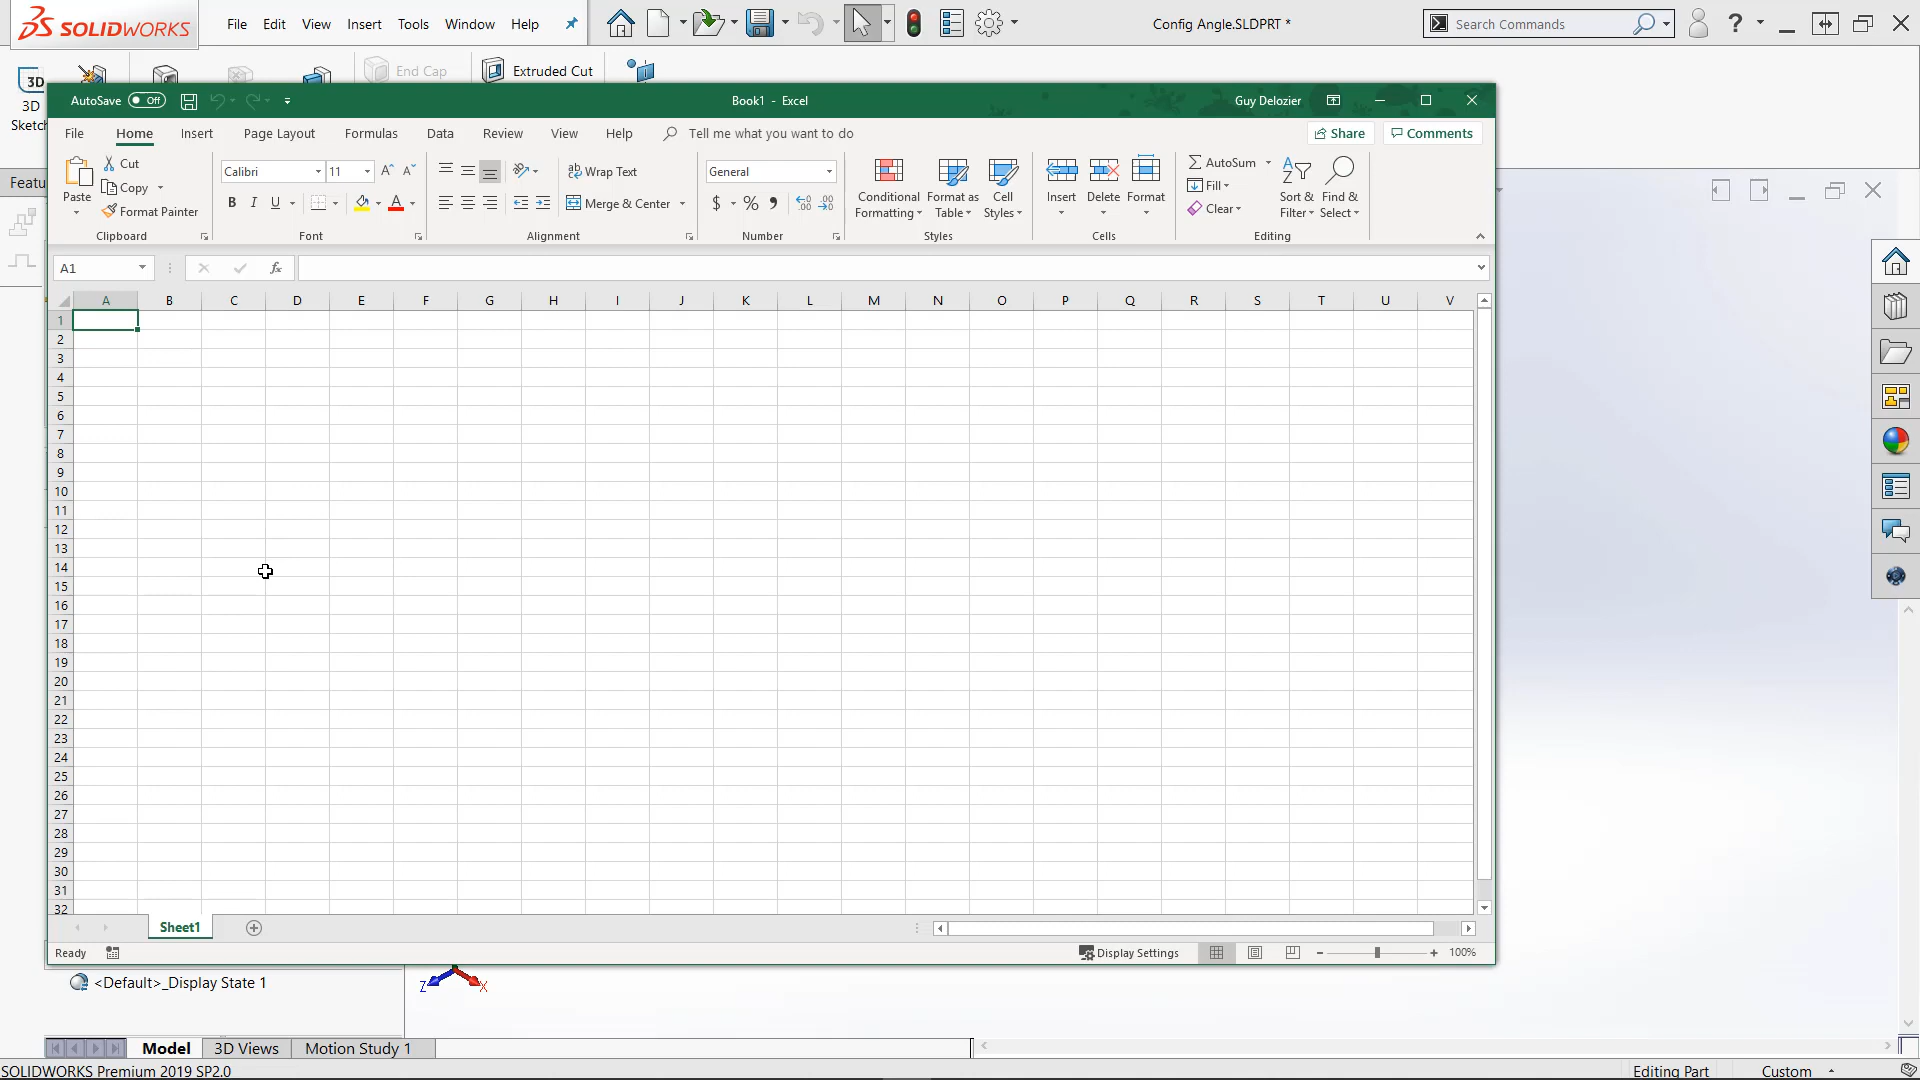 SOLIDWORKS File Edit View Insert Tools Window Help Config Angle.SLDPRT * Search Commands ?
3D End Cap Extruded Cut
3D
Sketch
AutoSave Off Book1 - Excel Guy Delozier
File Home Insert Page Layout Formulas Data Review View Help Tell me what you want to do Share Comments
Paste Cut Copy Format Painter Clipboard
Calibri 11 B I U A Font
Wrap Text Merge & Center Alignment
General $ % Number
Conditional Formatting Format as Table Cell Styles Styles
Insert Delete Format Cells
AutoSum Fill Clear Sort & Filter Find & Select Editing
Featu
A1 fx
A B C D E F G H I J K L M N O P Q R S T U V
1
2
3
4
5
6
7
8
9
10
11
12
13
14
15
16
17
18
19
20
21
22
23
24
25
26
27
28
29
30
31
32
Sheet1
Ready Display Settings 100%
<Default>_Display State 1
Z X
Model 3D Views Motion Study 1
SOLIDWORKS Premium 2019 SP2.0 Editing Part Custom